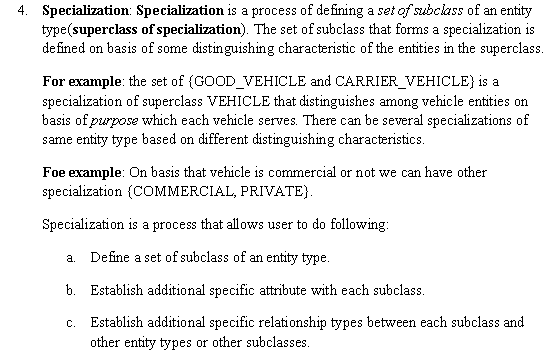 4. Specialization: Specialization is a process of defining a set of subclass of an entity
type(superclass of specialization). The set of subclass that forms a specialization is
defined on basis of some distinguishing characteristic of the entities in the superclass.
For example: the set of {GOOD_VEHICLE and CARRIER_VEHICLE} is a
specialization of superclass VEHICLE that distinguishes among vehicle entities on
basis of purpose which each vehicle serves. There can be several specializations of
same entity type based on different distinguishing characteristics.
Foe example: On basis that vehicle is commercial or not we can have other
specialization {COMMERCIAL, PRIVATE}.
Specialization is a process that allows user to do following:
a. Define a set of subclass of an entity type.
b. Establish additional specific attribute with each subclass.
c. Establish additional specific relationship types between each subclass and
other entity types or other subclasses.